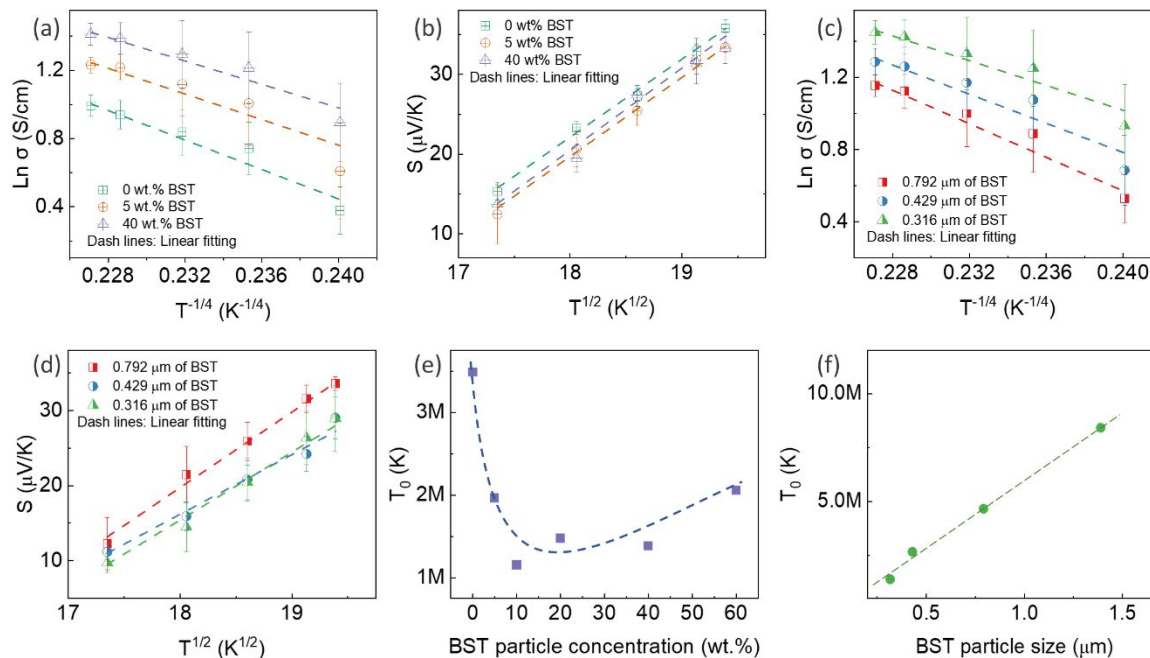 (a)
Ln σ (S/cm)
1.2
0.8
0.4
0 wt.% BST
5 wt.% BST
40 wt.% BST
Dash lines: Linear fitting
0.228 0.232 0.236 0.240
T-1/4 (K-1/4)
(b)
S (μV/K)
30
20
10
0 wt% BST
5 wt% BST
40 wt% BST
Dash lines: Linear fitting
17 18 19
T1/2 (K1/2)
(c)
Ln σ (S/cm)
1.2
0.8
0.4
0.792 μm of BST
0.429 μm of BST
0.316 μm of BST
Dash lines: Linear fitting
0.228 0.232 0.236 0.240
T-1/4 (K-1/4)
(d)
S (μV/K)
30
20
10
0.792 μm of BST
0.429 μm of BST
0.316 μm of BST
Dash lines: Linear fitting
17 18 19
T1/2 (K1/2)
(e)
T0 (K)
3M
2M
1M
0 10 20 30 40 50 60
BST particle concentration (wt.%)
(f)
T0 (K)
10.0M
5.0M
0.5 1.0 1.5
BST particle size (μm)